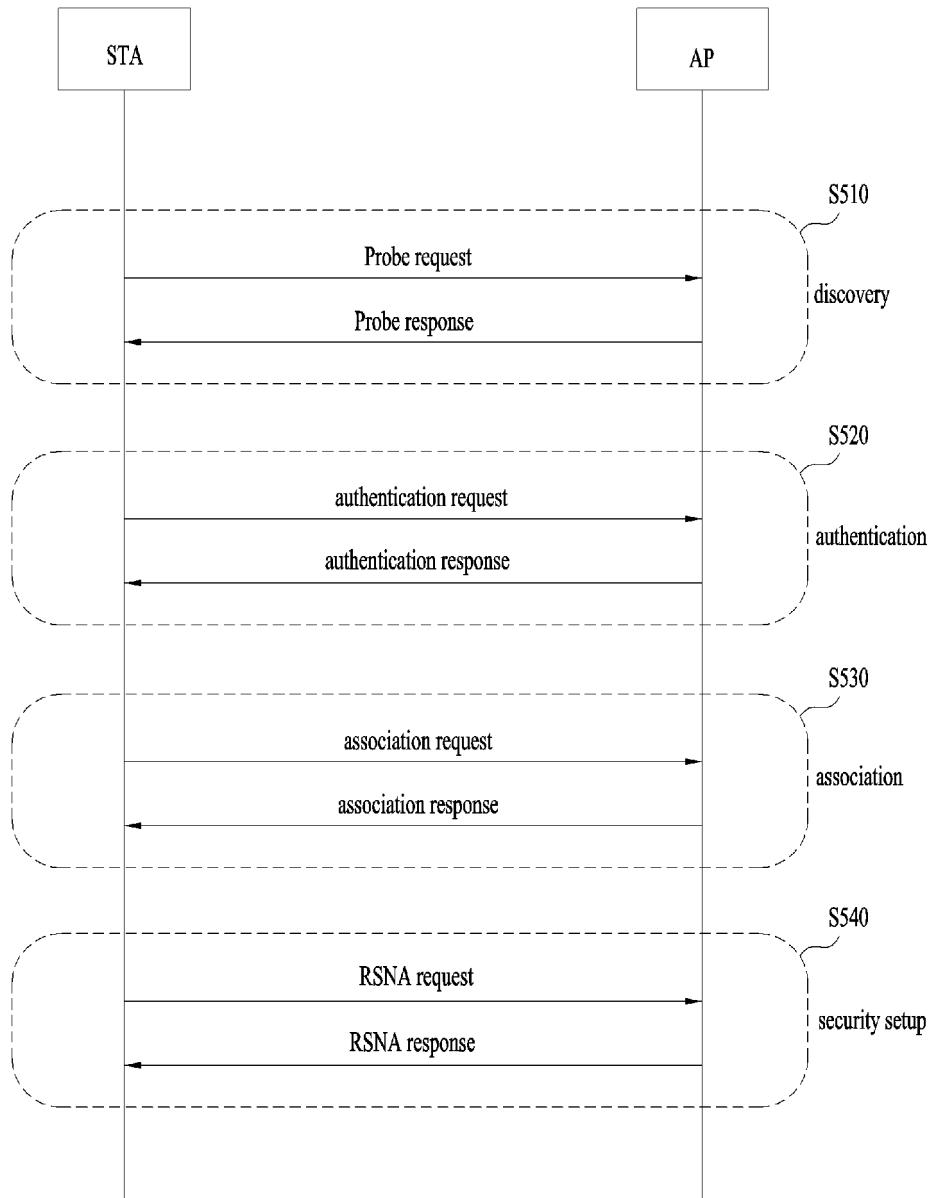 STA
AP
S510
Probe request
discovery
Probe response
S520
authentication request
authentication
authentication response
S530
association request
association
association response
S540
RSNA request
security setup
RSNA response